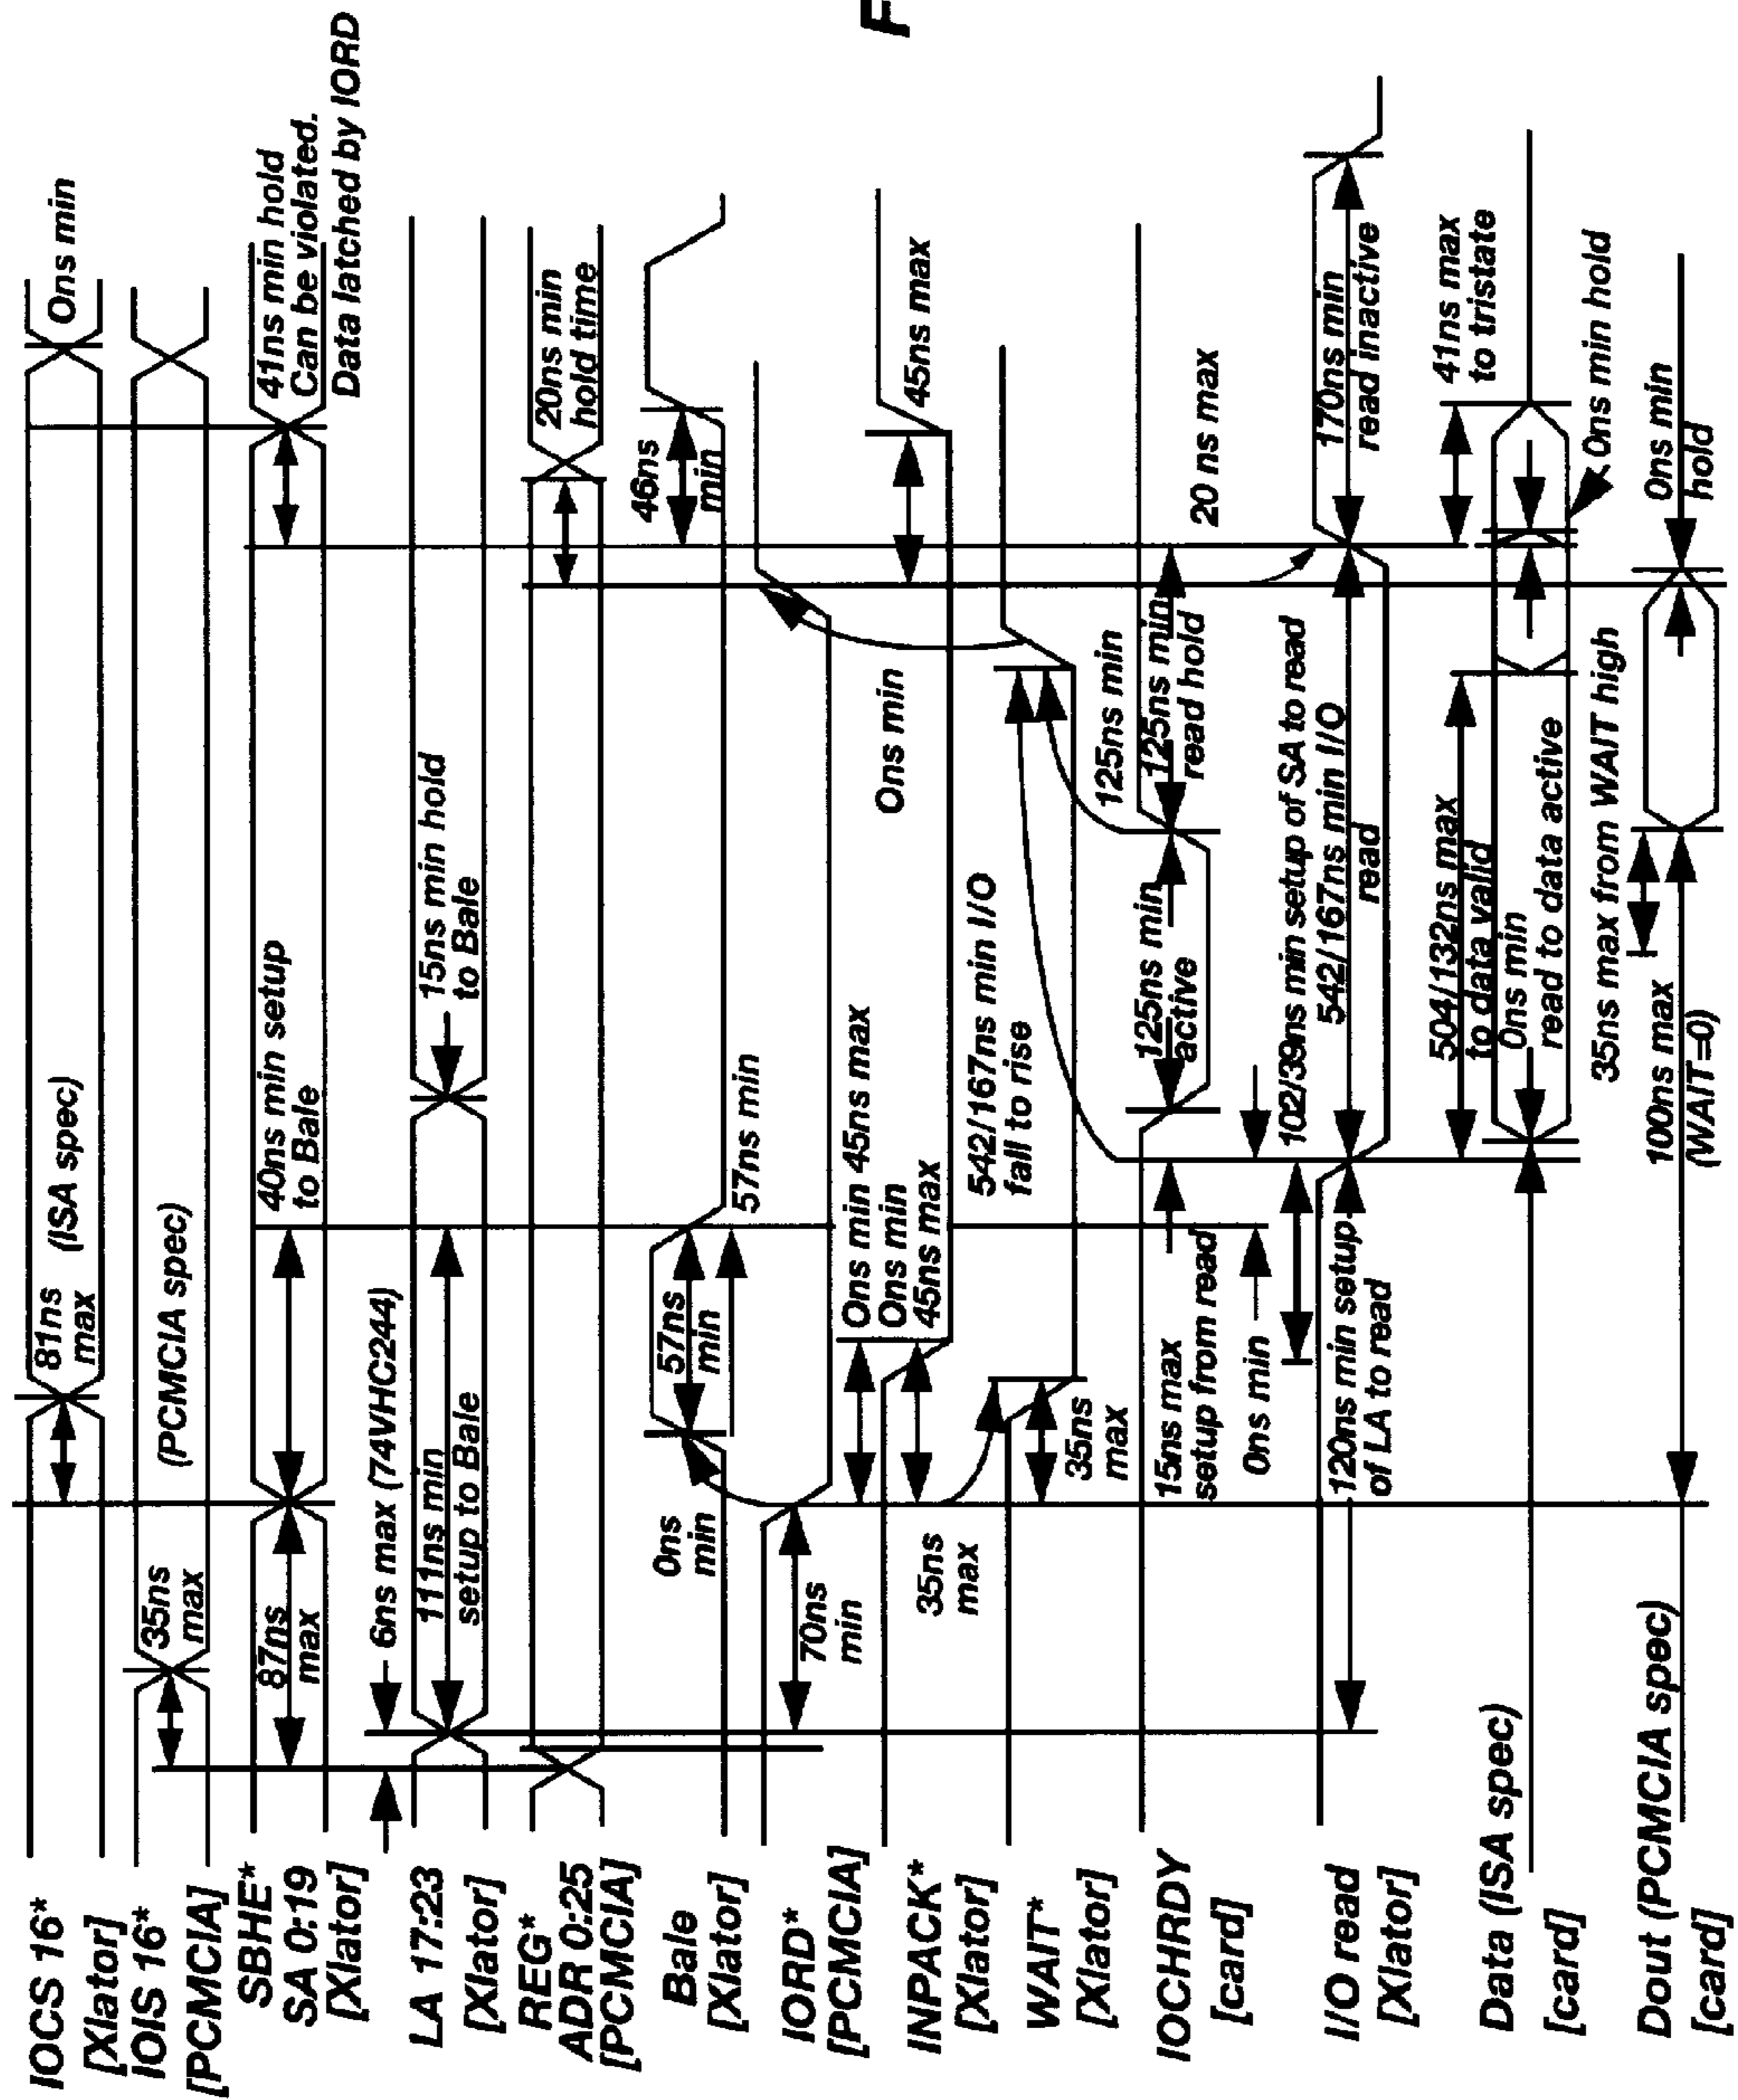 IOCS 16*
[Xlator]
IOIS 16*
[PCMCIA]
SBHE*
SA 0:19
[Xlator]
LA 17:23
[Xlator]
REG*
ADR 0:25
[PCMCIA]
Bale
[Xlator]
IORD*
[PCMCIA]
INPACK*
[Xlator]
WAIT*
[Xlator]
IOCHRDY
[card]
I/O read
[Xlator]
Data (ISA spec)
[card]
Dout (PCMCIA spec)
[card]
81ns
max
(ISA spec)
0ns min
35ns
max
(PCMCIA spec)
87ns
max
40ns min setup
to Bale
41ns min hold
Can be violated.
Data latched by IORD
6ns max (74VHC244)
111ns min
setup to Bale
15ns min hold
to Bale
20ns min
hold time
0ns
min
57ns
min
57ns min
46ns
min
70ns
min
0ns min 45ns max
0ns min
45ns max
0ns min
45ns max
35ns
max
35ns
max
542/167ns min I/O
fall to rise
125ns min
15ns max
setup from read
125ns min
active
125ns min
read hold
20 ns max
0ns min
102/39ns min setup of SA to read
120ns min setup
of LA to read
542/167ns min I/O
read
170ns min
read inactive
504/132ns max
to data valid
0ns min
read to data active
41ns max
to tristate
0ns min hold
35ns max from WAIT high
100ns max
(WAIT=0)
0ns min
hold
F